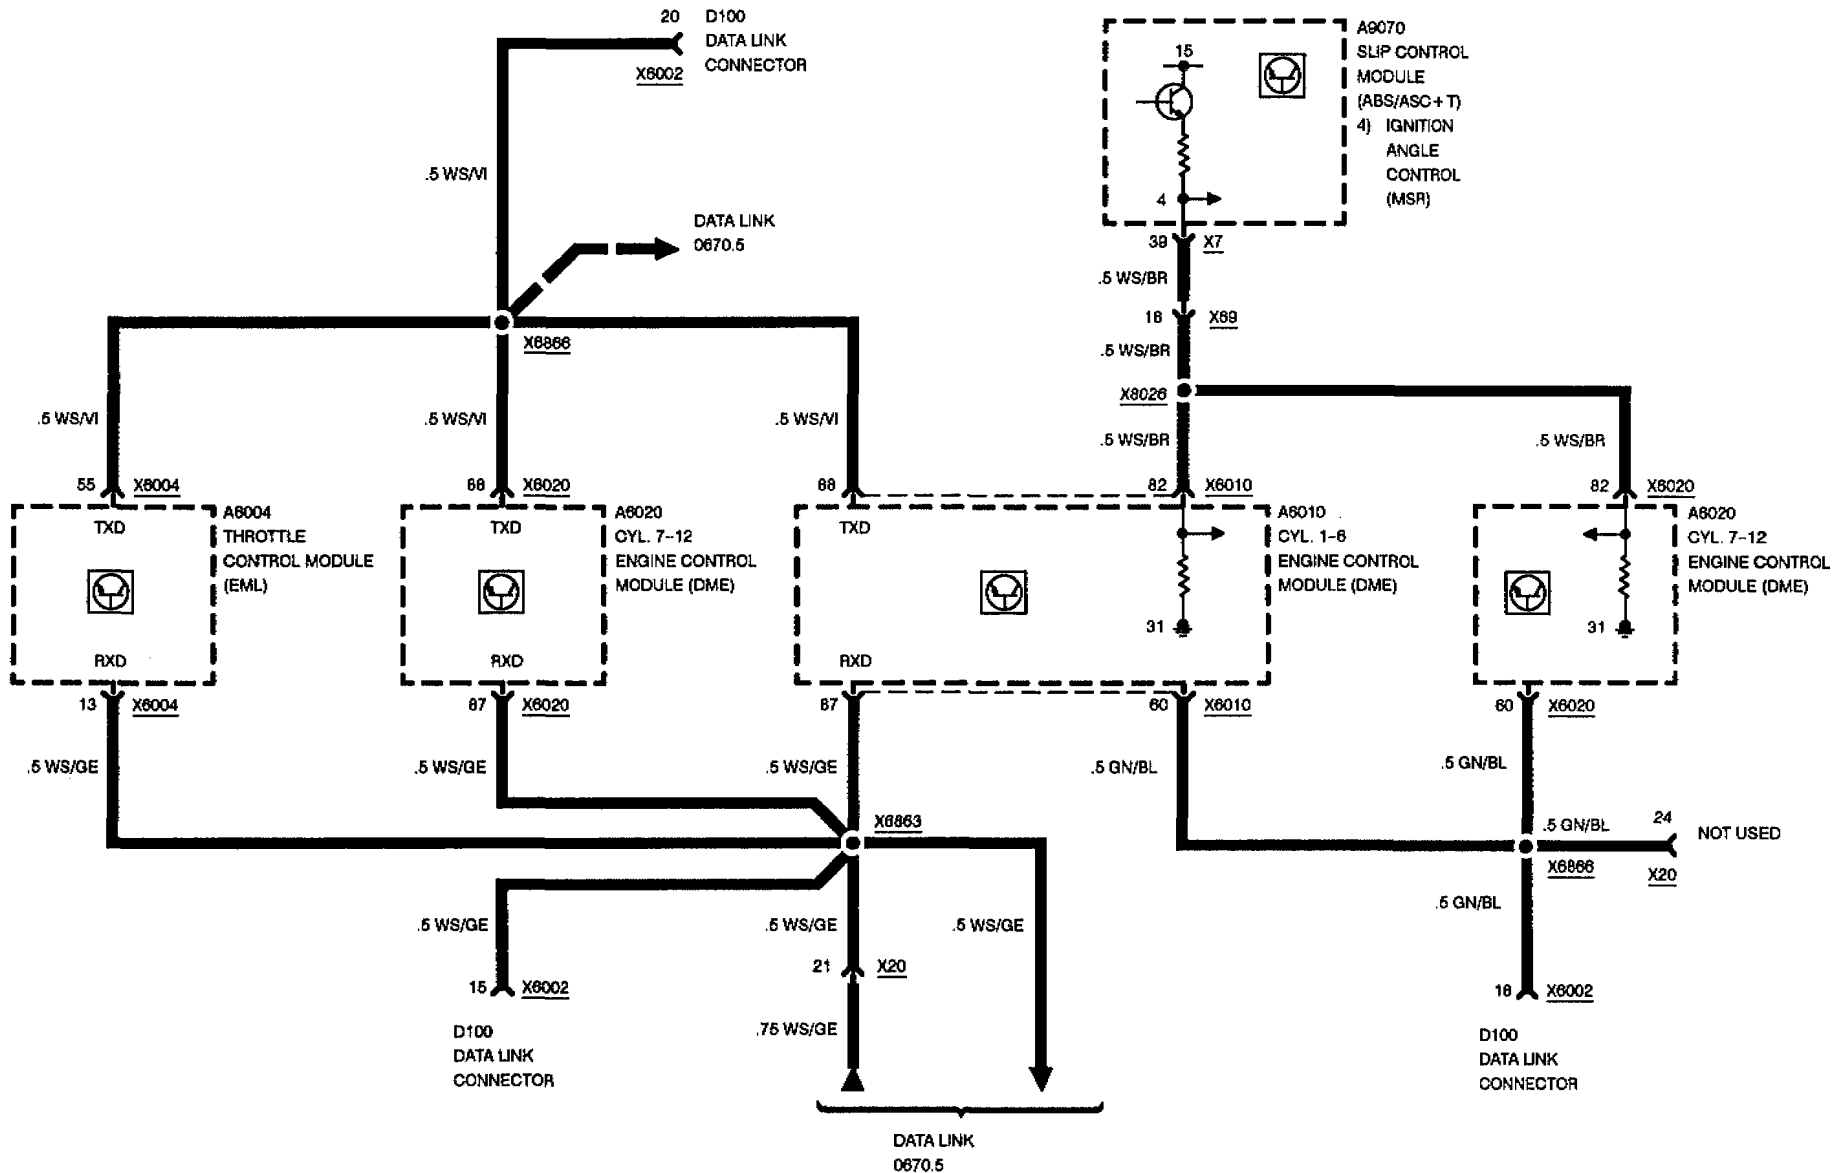 20 D100
DATA LINK
CONNECTOR
X6002
A9070
SLIP CONTROL
MODULE
(ABS/ASC+T)
4) IGNITION
ANGLE
CONTROL
(MSR)
15
4
.5 WS/VI
DATA LINK
0670.5
39 X7
.5 WS/BR
18 X69
.5 WS/BR
X6866
X8026
.5 WS/VI
.5 WS/VI
.5 WS/VI
.5 WS/BR
.5 WS/BR
55 X6004
88 X6020
88
82 X6010
82 X6020
TXD
A6004
THROTTLE
CONTROL MODULE
(EML)
RXD
TXD
A6020
CYL. 7-12
ENGINE CONTROL
MODULE (DME)
RXD
TXD
A6010
CYL. 1-6
ENGINE CONTROL
MODULE (DME)
31
RXD
A6020
CYL. 7-12
ENGINE CONTROL
MODULE (DME)
31
13 X6004
87 X6020
87
60 X6010
60 X6020
.5 WS/GE
.5 WS/GE
.5 WS/GE
.5 GN/BL
.5 GN/BL
X6863
.5 GN/BL
24
NOT USED
X6866
X20
.5 WS/GE
.5 WS/GE
.5 WS/GE
.5 GN/BL
21 X20
15 X6002
18 X6002
.75 WS/GE
D100
DATA LINK
CONNECTOR
D100
DATA LINK
CONNECTOR
DATA LINK
0670.5